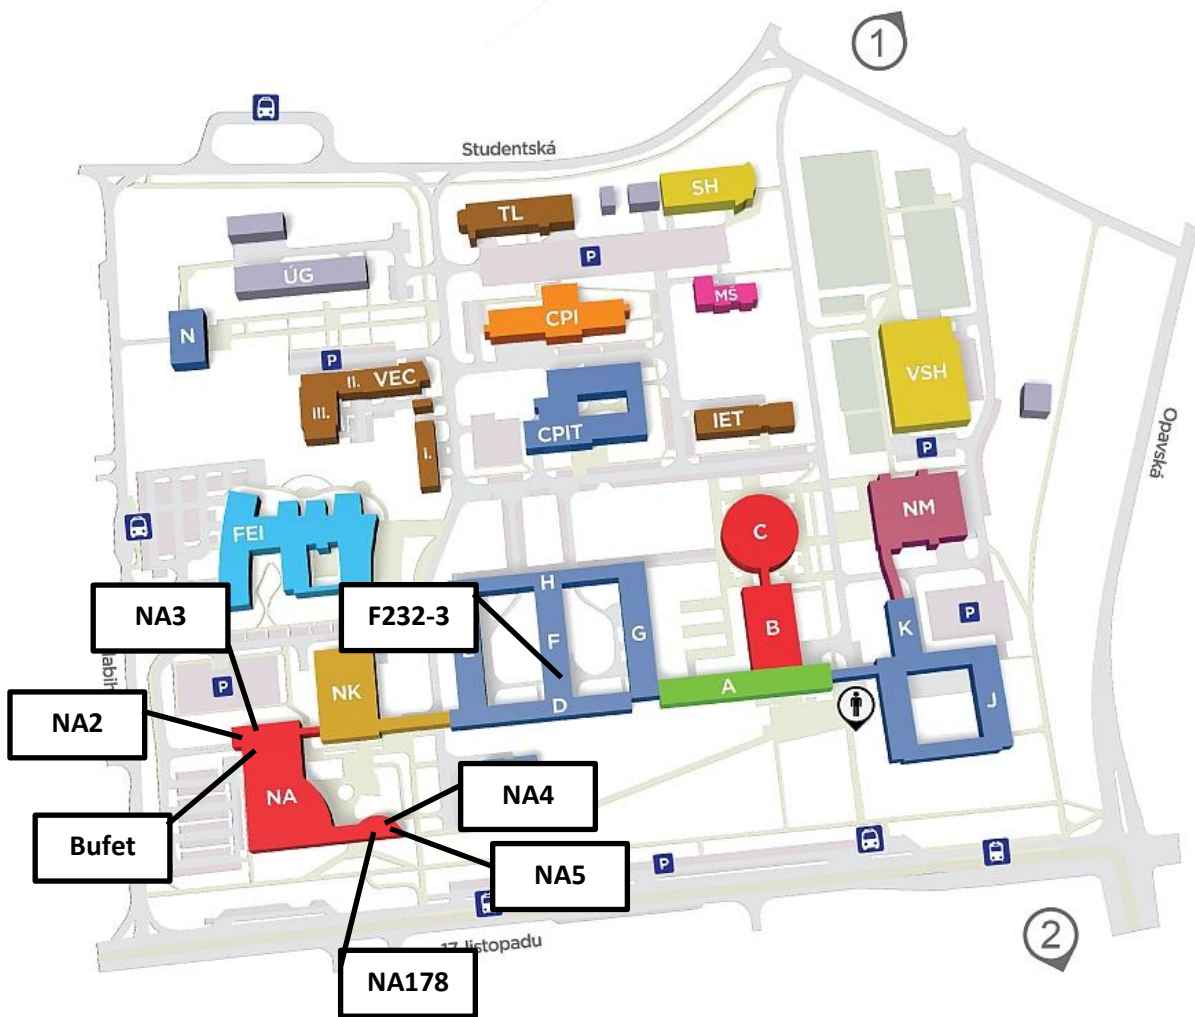 1
Studentská
SH
TL
P
ÚG
MŠ
CPI
N
P
II. VEC
VSH
III.
IET
CPIT
I.
P
Opavská
FEI
NM
C
H
NA3
F232-3
B
K
P
F
G
NK
P
A
D
J
NA2
NA
NA4
Bufet
NA5
P
17. listopadu
2
NA178